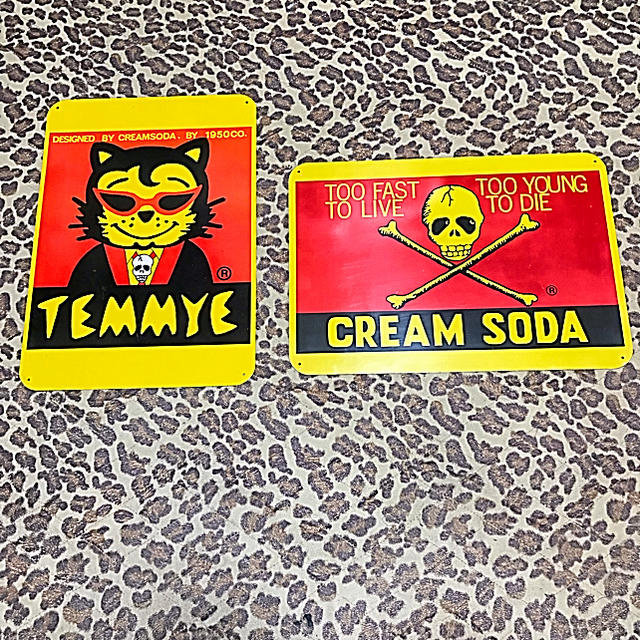 DESIGNED BY CREAMSODA. BY 1950CO.
®
TEMMYE
TOO FAST
TO LIVE
TOO YOUNG
TO DIE
®
CREAM SODA